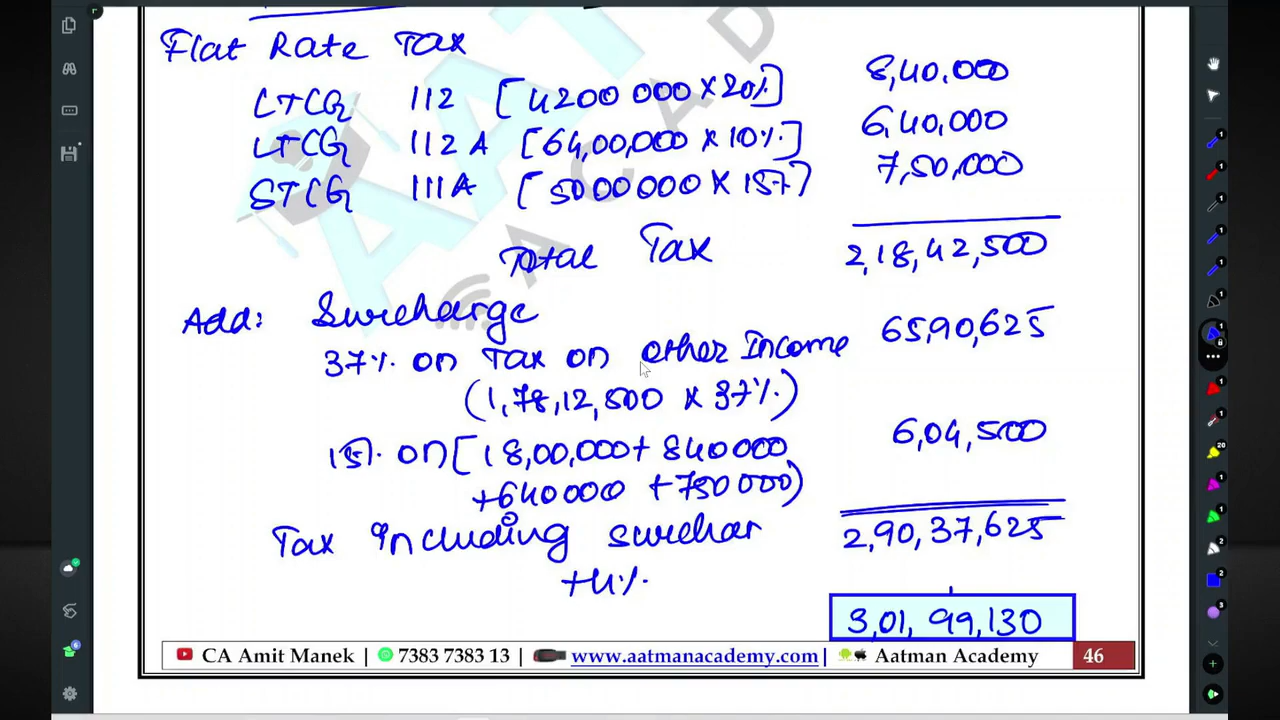 Flat Rate Tax
LTCG 112 [4200 000 × 20%] 8,40,000
LTCG 112 A [64,00,000 × 10%] 6,40,000
STCG 111A [5000000 × 15%] 7,50,000
Total Tax 2,18,42,500
Add: Surcharge
37% on Tax on other Income 65,90,625
(1,78,12,500 × 37%)
15% on [18,00,000 + 840000 6,04,500
+640000 +750000)
Tax including surchar 2,90,37,625
+4%
3,01,99,130
CA Amit Manek | 7383 7383 13 | www.aatmanacademy.com| Aatman Academy 46